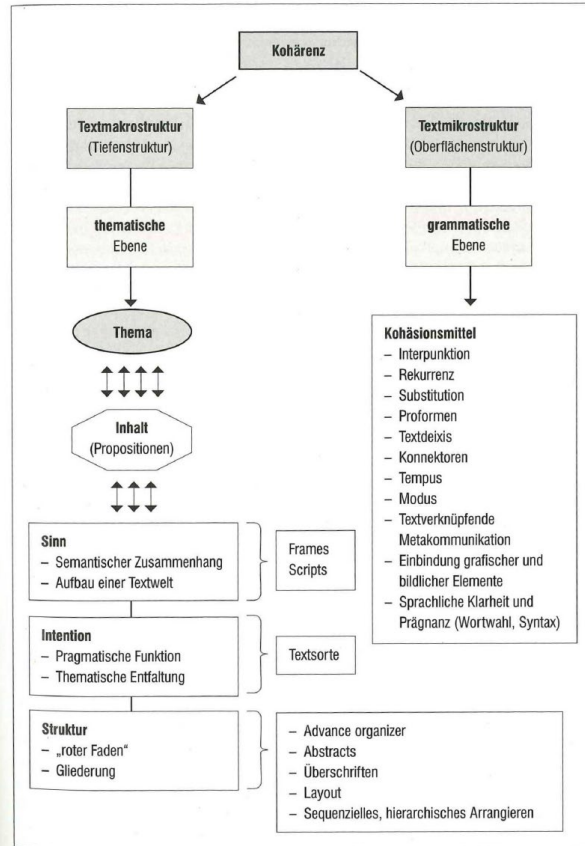 Kohärenz
Textmakrostruktur
(Tiefenstruktur)
Textmikrostruktur
(Oberflächenstruktur)
thematische
Ebene
grammatische
Ebene
Thema
Inhalt
(Propositionen)
Kohäsionsmittel
– Interpunktion
– Rekurrenz
– Substitution
– Proformen
– Textdeixis
– Konnektoren
– Tempus
– Modus
– Textverknüpfende
Metakommunikation
– Einbindung grafischer und
bildlicher Elemente
– Sprachliche Klarheit und
Prägnanz (Wortwahl, Syntax)
Sinn
– Semantischer Zusammenhang
– Aufbau einer Textwelt
Frames
Scripts
Intention
– Pragmatische Funktion
– Thematische Entfaltung
Textsorte
Struktur
– „roter Faden“
– Gliederung
– Advance organizer
– Abstracts
– Überschriften
– Layout
– Sequenzielles, hierarchisches Arrangieren